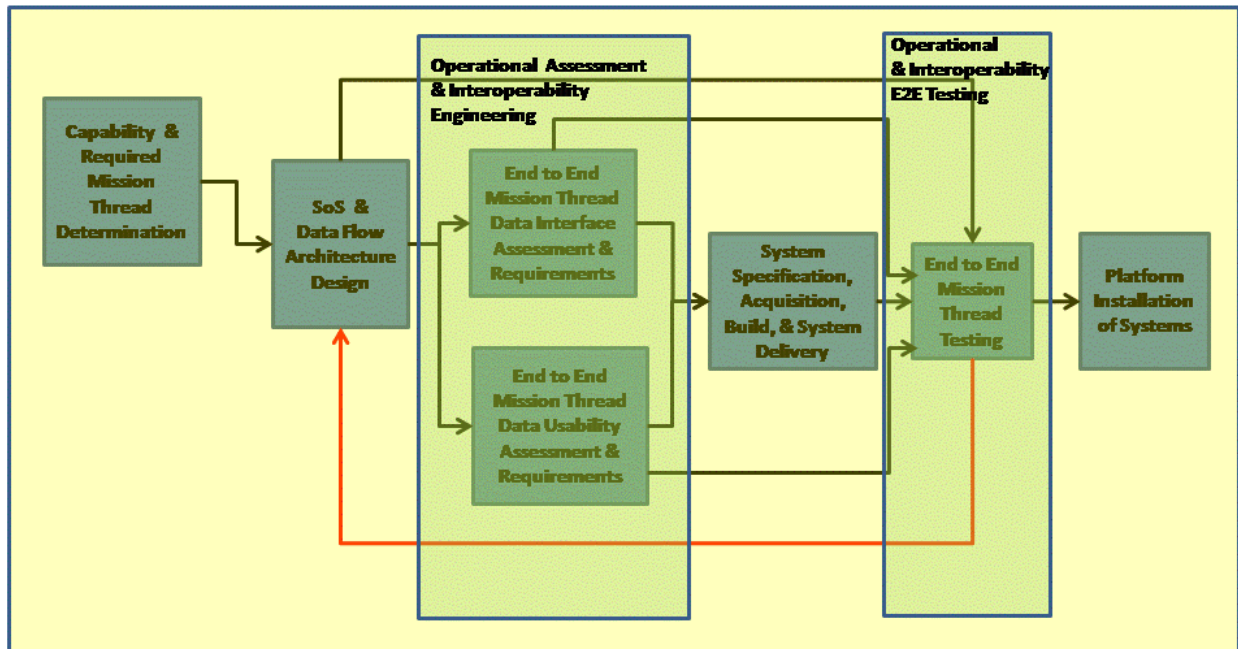 Capability &
Required
Mission
Thread
Determination
SoS &
Data Flow
Architecture
Design
Operational Assessment
& Interoperability
Engineering
End to End
Mission Thread
Data Interface
Assessment &
Requirements
End to End
Mission Thread
Data Usability
Assessment &
Requirements
System
Specification,
Acquisition,
Build, & System
Delivery
Operational
& Interoperability
E2E Testing
End to End
Mission
Thread
Testing
Platform
Installation
of Systems